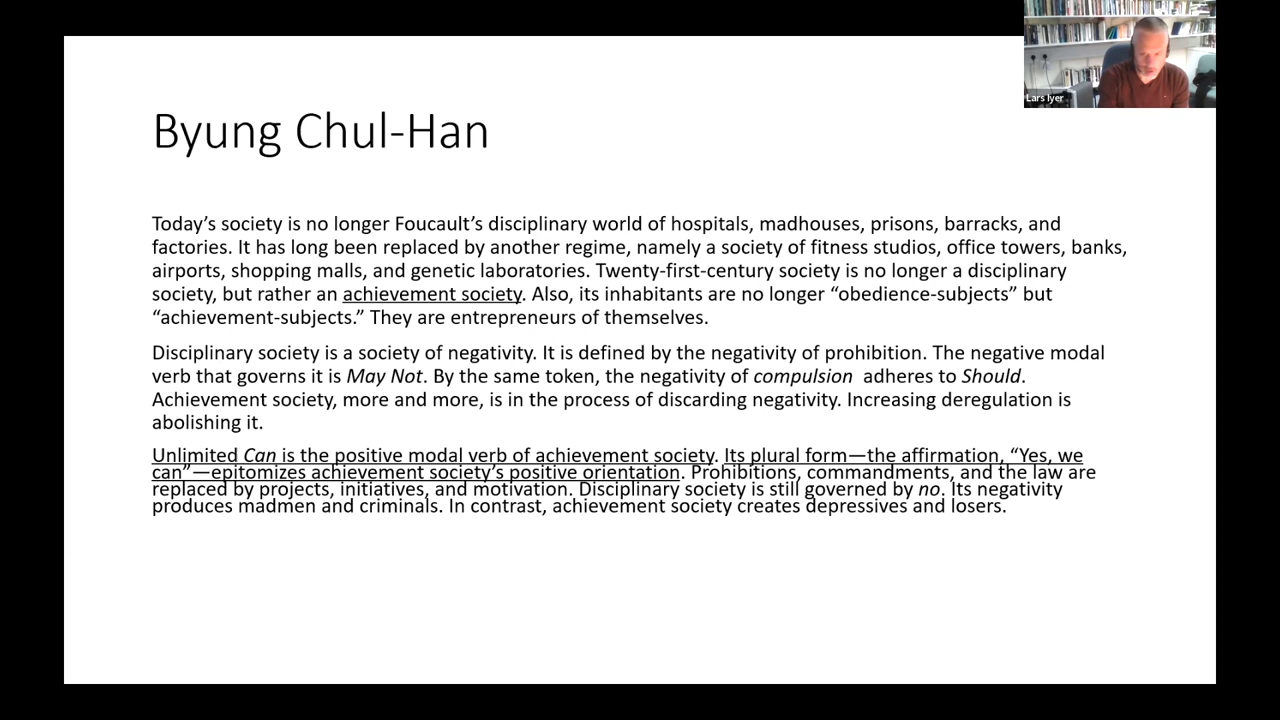 Lars Iyer
Byung Chul-Han
Today’s society is no longer Foucault’s disciplinary world of hospitals, madhouses, prisons, barracks, and
factories. It has long been replaced by another regime, namely a society of fitness studios, office towers, banks,
airports, shopping malls, and genetic laboratories. Twenty-first-century society is no longer a disciplinary
society, but rather an achievement society. Also, its inhabitants are no longer “obedience-subjects” but
“achievement-subjects.” They are entrepreneurs of themselves.
Disciplinary society is a society of negativity. It is defined by the negativity of prohibition. The negative modal
verb that governs it is May Not. By the same token, the negativity of compulsion adheres to Should.
Achievement society, more and more, is in the process of discarding negativity. Increasing deregulation is
abolishing it.
Unlimited Can is the positive modal verb of achievement society. Its plural form—the affirmation, “Yes, we
can”—epitomizes achievement society’s positive orientation. Prohibitions, commandments, and the law are
replaced by projects, initiatives, and motivation. Disciplinary society is still governed by no. Its negativity
produces madmen and criminals. In contrast, achievement society creates depressives and losers.